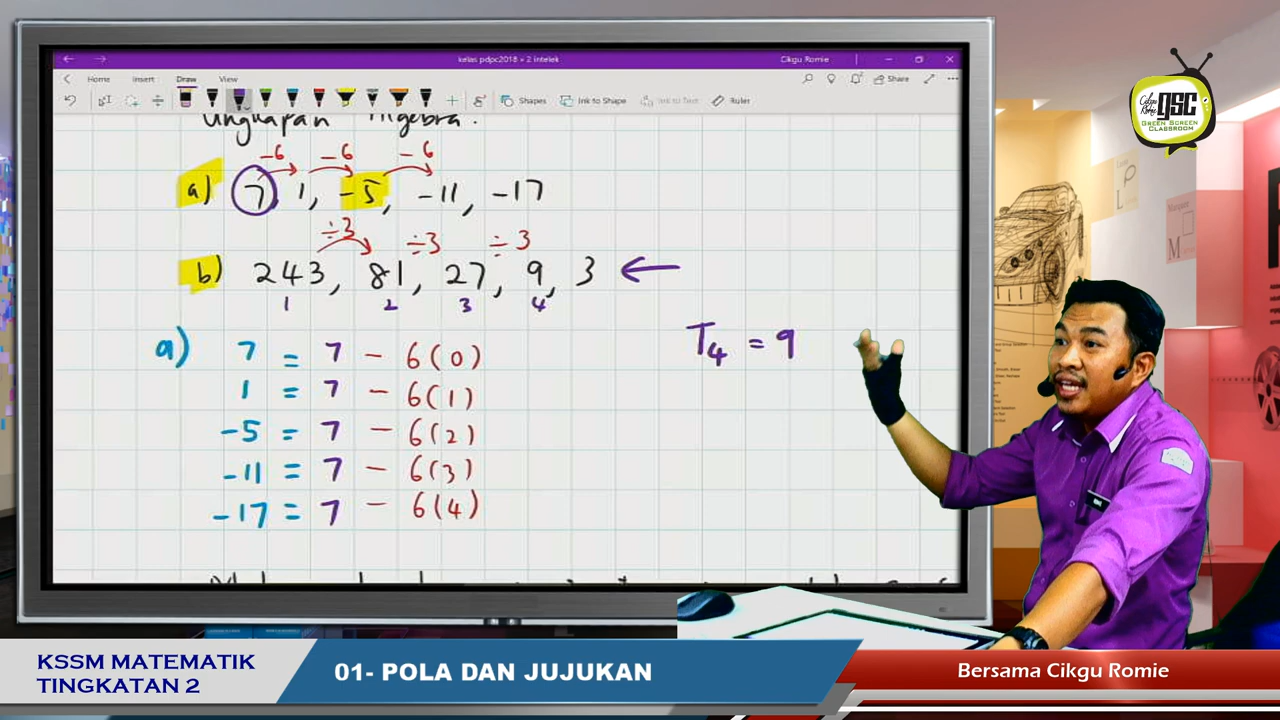 kelas pdpc2018 » 2 intelek
Cikgu Romie
Home Insert Draw View
Share
Shapes Ink to Shape Ink to Text Ruler
Ungkapan Algebra.
-6 -6 -6
a) 7, 1, -5, -11, -17
÷3 ÷3 ÷3
b) 243, 81, 27, 9, 3
1 2 3 4
a) 7 = 7 - 6(0)
T4 = 9
1 = 7 - 6(1)
-5 = 7 - 6(2)
-11 = 7 - 6(3)
-17 = 7 - 6(4)
Cikgu Romie GSC
GREEN SCREEN
CLASSROOM
KSSM MATEMATIK
TINGKATAN 2
01- POLA DAN JUJUKAN
Bersama Cikgu Romie